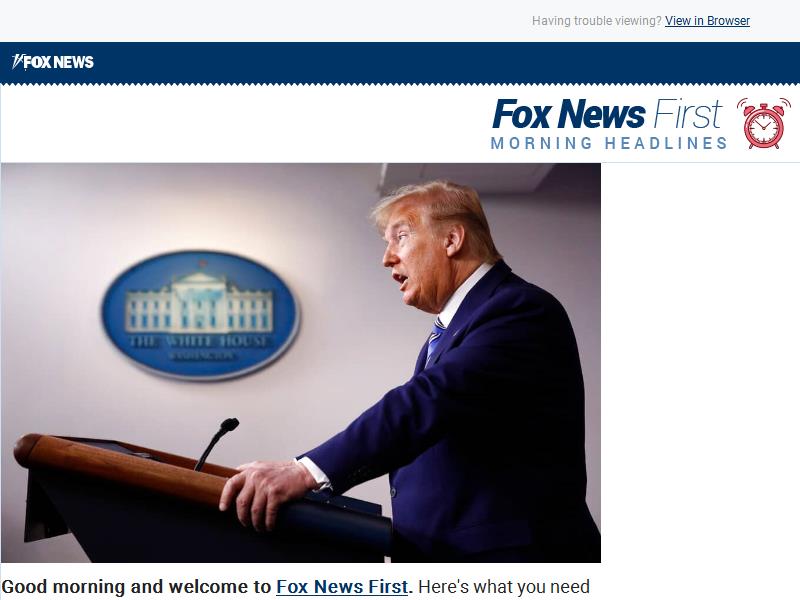 Having trouble viewing? View in Browser
FOX NEWS
Fox News First
MORNING HEADLINES
THE WHITE HOUSE
WASHINGTON
Good morning and welcome to Fox News First. Here's what you need